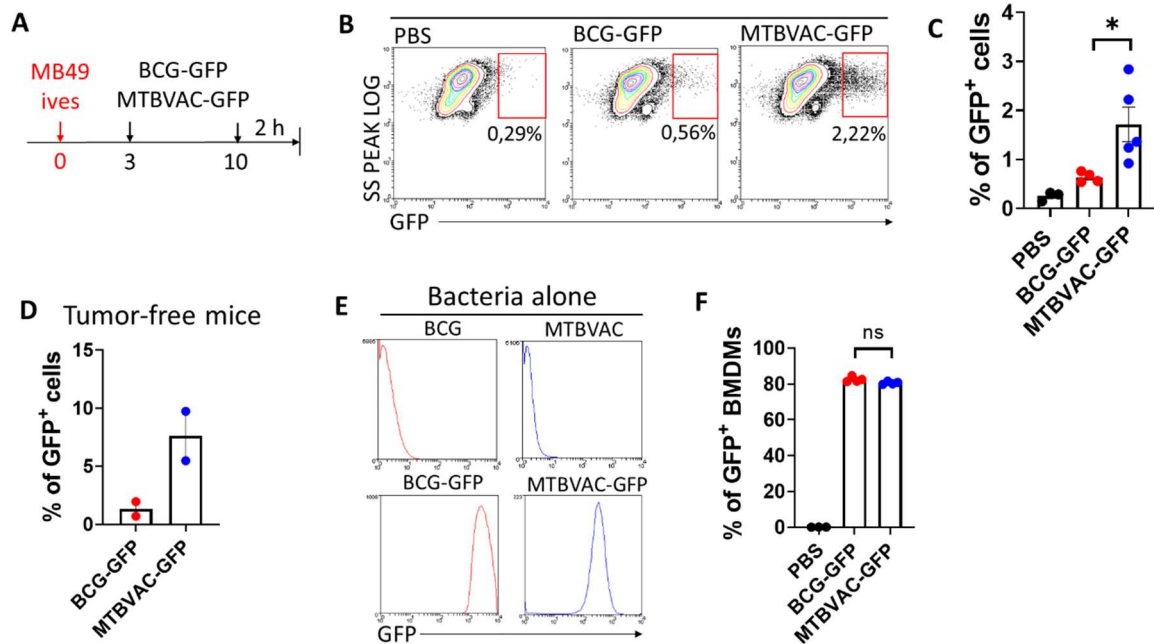 A
MB49
ives
BCG-GFP
MTBVAC-GFP
2 h
0
3
10
B
PBS
BCG-GFP
MTBVAC-GFP
SS PEAK LOG
0,29%
0,56%
2,22%
GFP
C
% of GFP+ cells
4
3
2
1
0
*
PBS
BCG-GFP
MTBVAC-GFP
D
Tumor-free mice
% of GFP+ cells
15
10
5
0
BCG-GFP
MTBVAC-GFP
E
Bacteria alone
BCG
MTBVAC
BCG-GFP
MTBVAC-GFP
GFP
F
% of GFP+ BMDMs
100
80
60
40
20
0
ns
PBS
BCG-GFP
MTBVAC-GFP